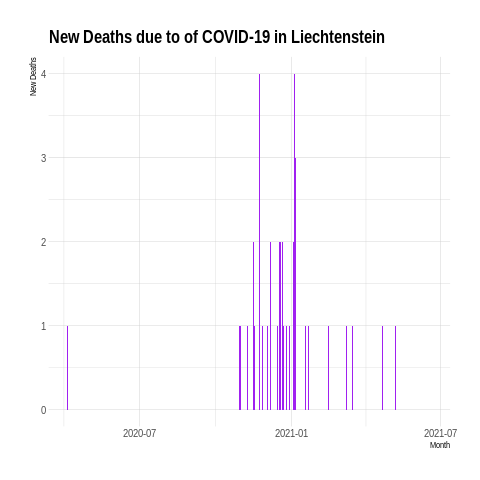 New Deaths due to of COVID-19 in Liechtenstein
New Deaths
4
3
2
1
0
2020-07
2021-01
2021-07
Month